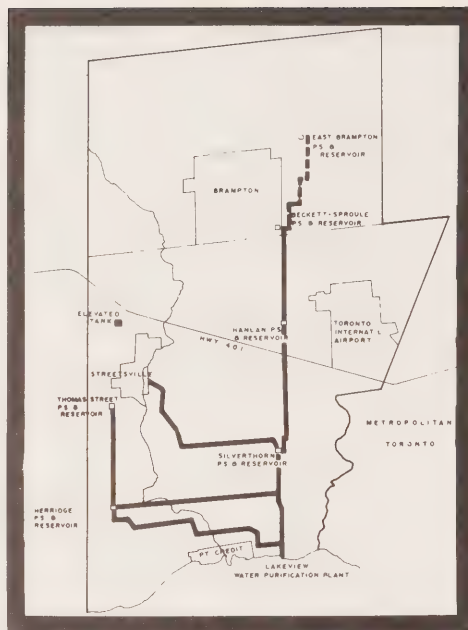 EAST BRAMPTON
PS &
RESERVOIR
BRAMPTON
BECKETT-SPROULE
PS & RESERVOIR
ELEVATED
TANK
HANLAN PS
& RESERVOIR
TORONTO
INTERNAT'L
AIRPORT
HWY 401
STREETSVILLE
THOMAS STREET
PS &
RESERVOIR
METROPOLITAN
TORONTO
SILVERTHORN
PS & RESERVOIR
HERRIDGE
PS &
RESERVOIR
PT CREDIT
LAKEVIEW
WATER PURIFICATION PLANT